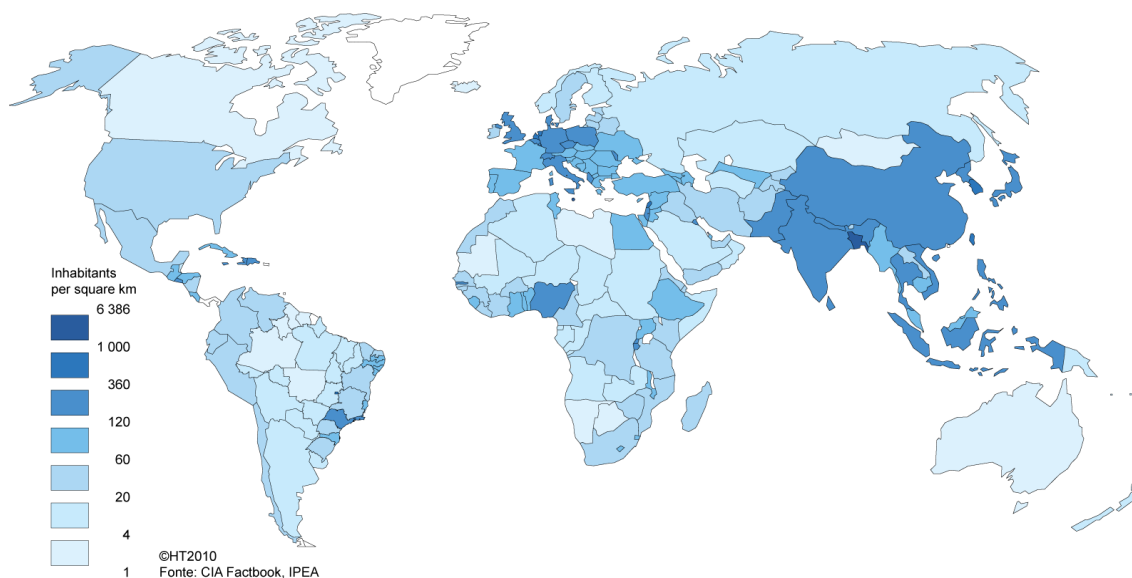 Inhabitants
per square km
6 386
1 000
360
120
60
20
4
1
©HT2010
Fonte: CIA Factbook, IPEA